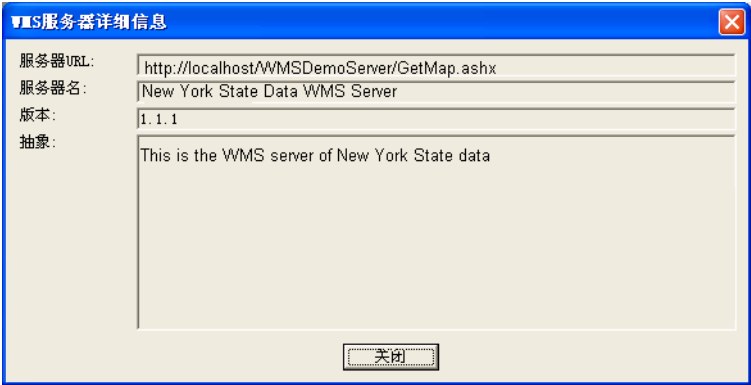 WMS服务器详细信息
服务器URL: http://localhost/WMSDemoServer/GetMap.ashx
服务器名: New York State Data WMS Server
版本: 1.1.1
抽象: This is the WMS server of New York State data
关闭